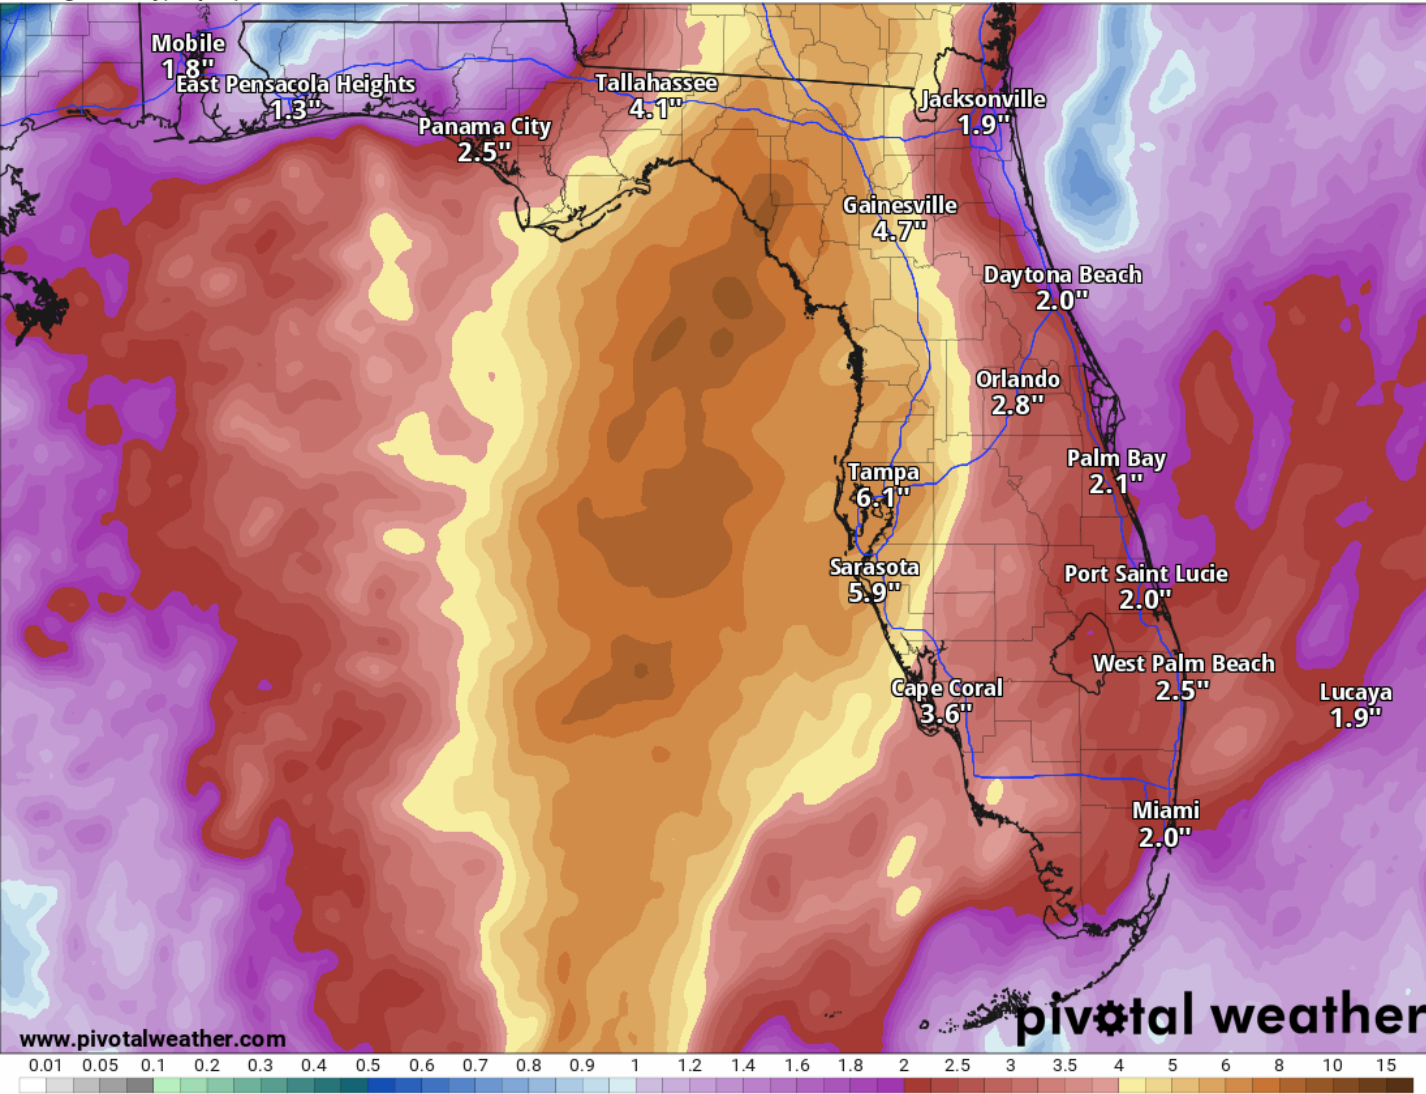 Mobile
1.8"
East Pensacola Heights
1.3"
Tallahassee
4.1"
Panama City
2.5"
Jacksonville
1.9"
Gainesville
4.7"
Daytona Beach
2.0"
Orlando
2.8"
Palm Bay
2.1"
Tampa
6.1"
Sarasota
5.9"
Port Saint Lucie
2.0"
West Palm Beach
2.5"
Cape Coral
3.6"
Lucaya
1.9"
Miami
2.0"
pivotal weather
www.pivotalweather.com
0.01 0.05 0.1 0.2 0.3 0.4 0.5 0.6 0.7 0.8 0.9 1 1.2 1.4 1.6 1.8 2 2.5 3 3.5 4 5 6 8 10 15